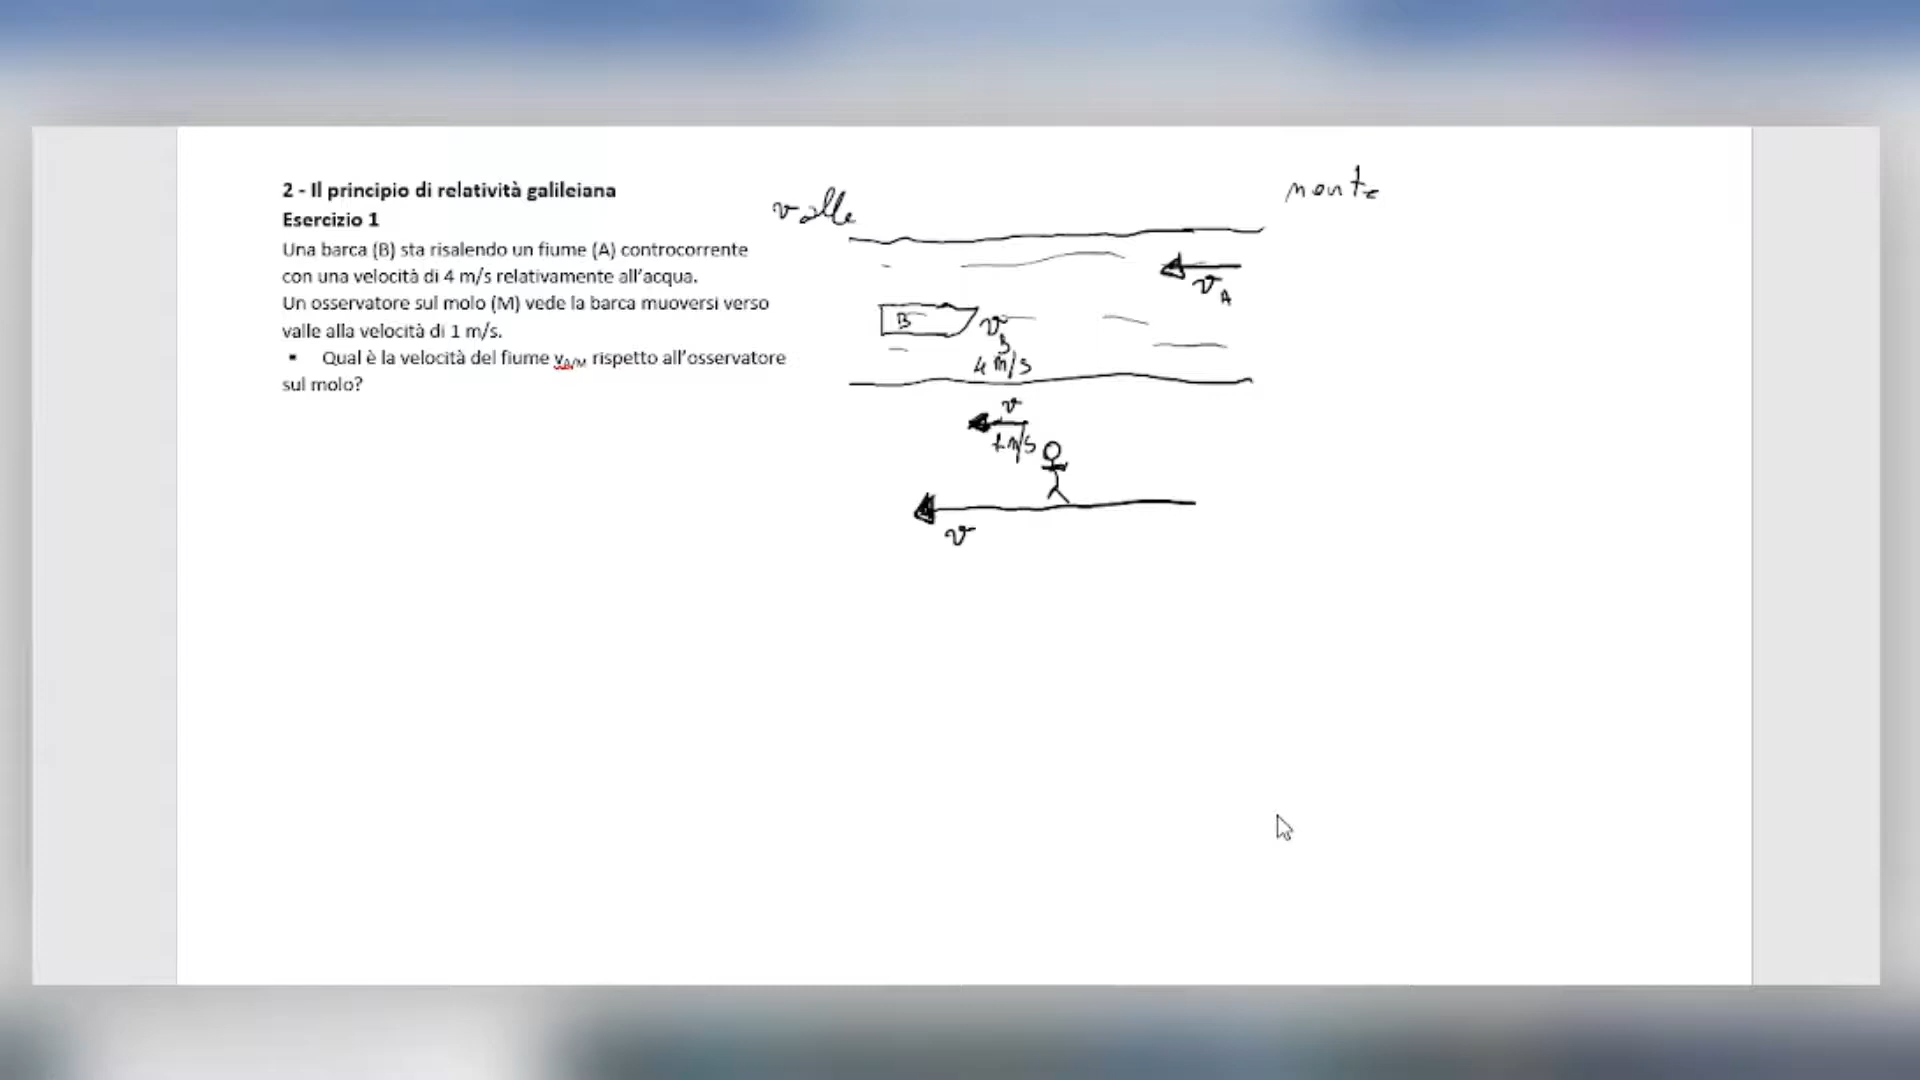 2 - Il principio di relatività galileiana
Esercizio 1
Una barca (B) sta risalendo un fiume (A) controcorrente
con una velocità di 4 m/s relativamente all'acqua.
Un osservatore sul molo (M) vede la barca muoversi verso
valle alla velocità di 1 m/s.
▪ Qual è la velocità del fiume vA/M rispetto all'osservatore
sul molo?
valle
monte
vA
B
vB
4 m/s
v
1 m/s
v